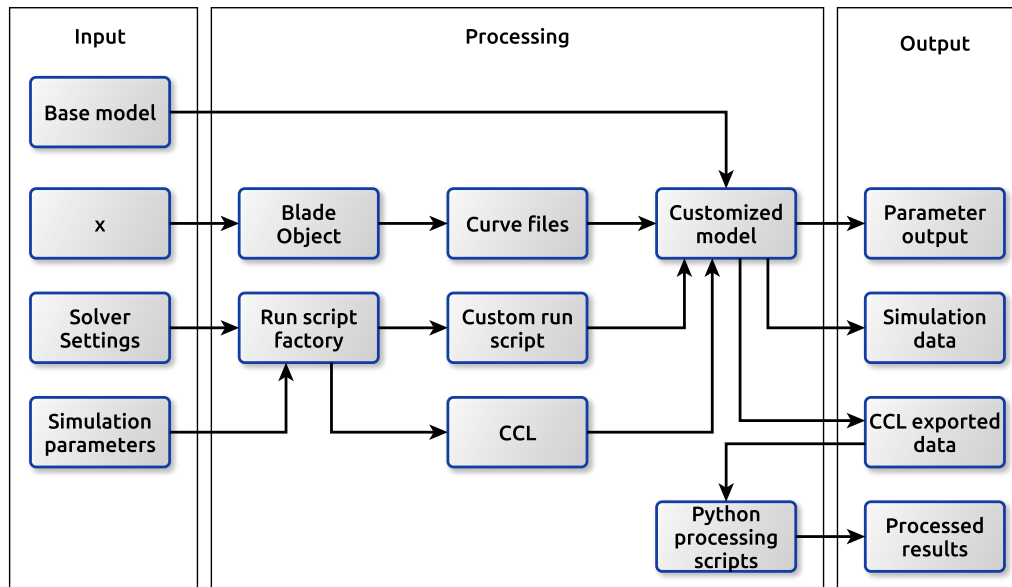 Input
Processing
Output
Base model
x
Blade
Object
Curve files
Customized
model
Parameter
output
Solver
Settings
Run script
factory
Custom run
script
Simulation
data
Simulation
parameters
CCL
CCL exported
data
Python
processing
scripts
Processed
results